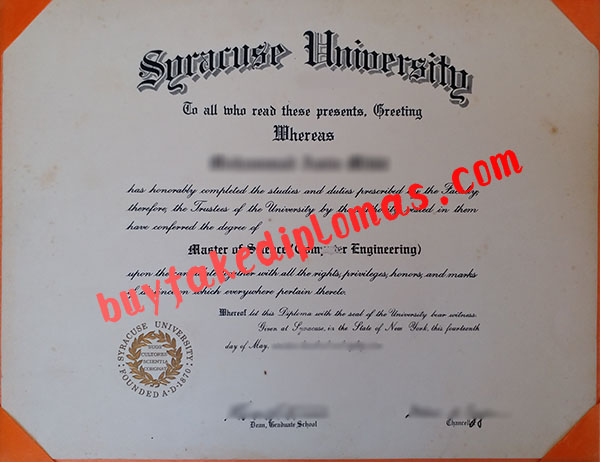 Syracuse University
To all who read these presents, Greeting
Whereas
has honorably completed the studies and duties prescribed the Faculty,
therefore, the Trustees of the University by the vested in them
have conferred the degree of
Master of Science (Computer Engineering)
upon the together with all the rights, privileges, honors, and marks
which everywhere pertain thereto.
buyfakediplomas.com
Whereof let this Diploma with the seal of the University bear witness.
Given at Syracuse, in the State of New York, this fourteenth
day of May,
SYRACUSE UNIVERSITY
SUOS
CULTORES
SCIENTIA
CORONAT
FOUNDED A·D·1870
Dean, Graduate School
Chancellor